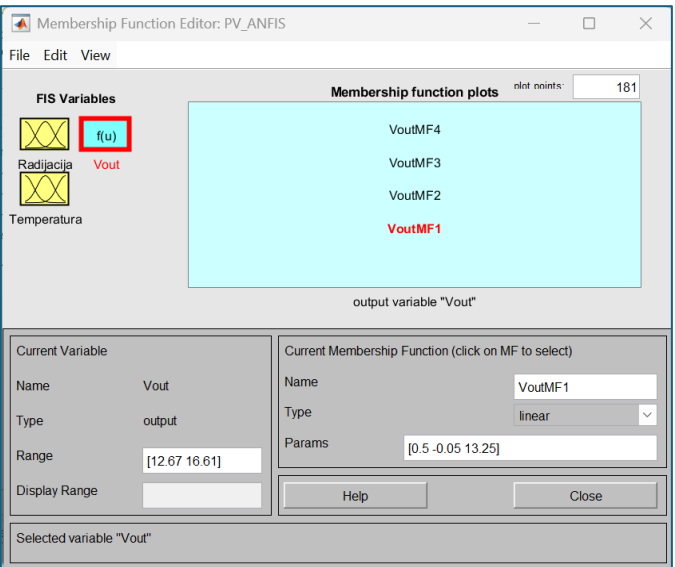 Membership Function Editor: PV_ANFIS
File Edit View
FIS Variables
f(u)
Radijacija Vout
Temperatura
Membership function plots
plot points:
181
VoutMF4
VoutMF3
VoutMF2
VoutMF1
output variable "Vout"
Current Variable
Name Vout
Type output
Range [12.67 16.61]
Display Range
Current Membership Function (click on MF to select)
Name VoutMF1
Type linear
Params [0.5 -0.05 13.25]
Help Close
Selected variable "Vout"